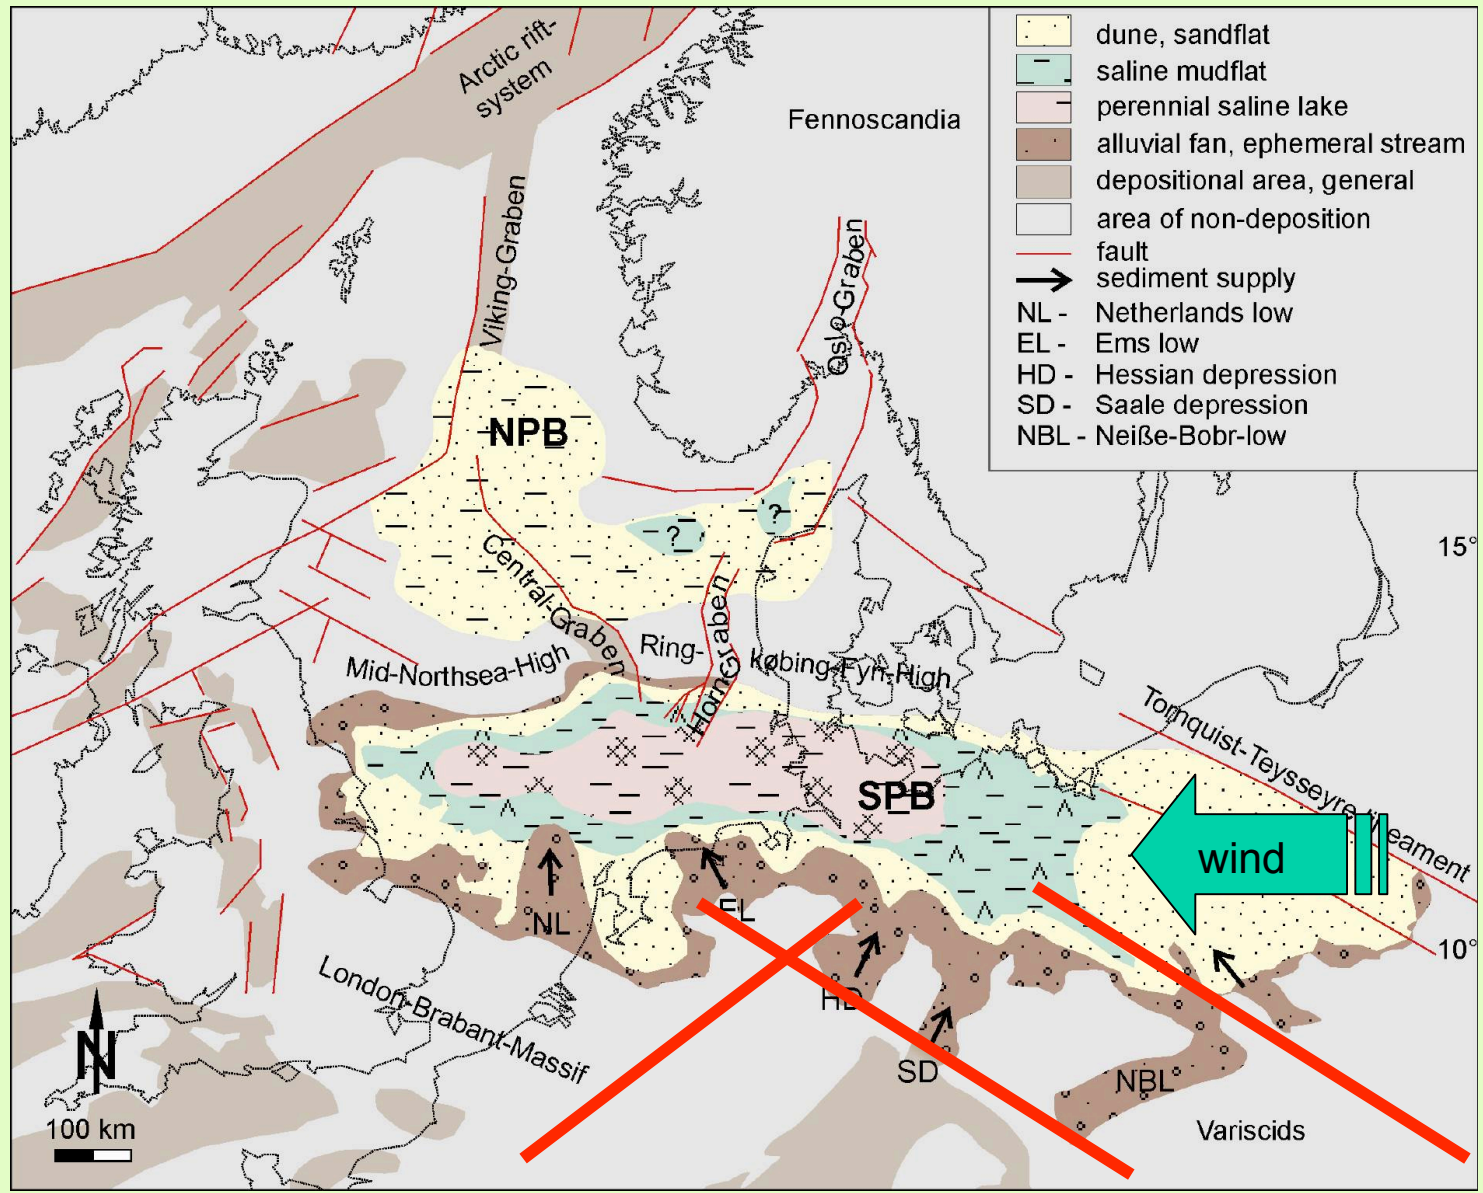 dune, sandflat
saline mudflat
perennial saline lake
alluvial fan, ephemeral stream
depositional area, general
area of non-deposition
fault
sediment supply
NL - Netherlands low
EL - Ems low
HD - Hessian depression
SD - Saale depression
NBL - Neiße-Bobr-low
Arctic rift-
system
Fennoscandia
Viking-Graben
Oslo-Graben
NPB
?
?
15°
Central-Graben
Horn-Graben
Mid-Northsea-High
Ring-
købing-Fyn-High
Tornquist-Teysseyre-lineament
SPB
wind
NL
EL
10°
HD
London-Brabant-Massif
N
SD
NBL
100 km
Variscids